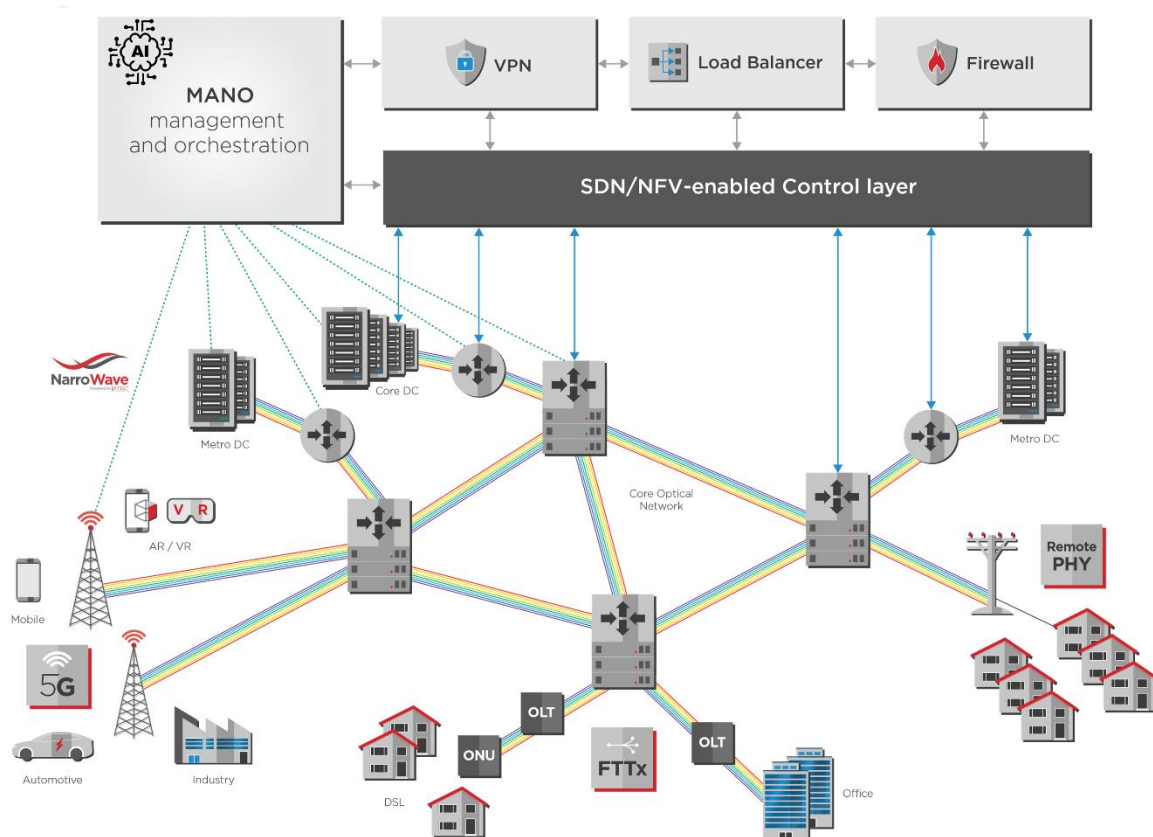 AI
MANO
management
and orchestration
VPN
Load Balancer
Firewall
SDN/NFV-enabled Control layer
NarroWave
Core DC
Metro DC
Metro DC
Core Optical
Network
V R
AR / VR
Mobile
Remote
PHY
5G
OLT
ONU
FTTx
OLT
Automotive
Industry
DSL
Office